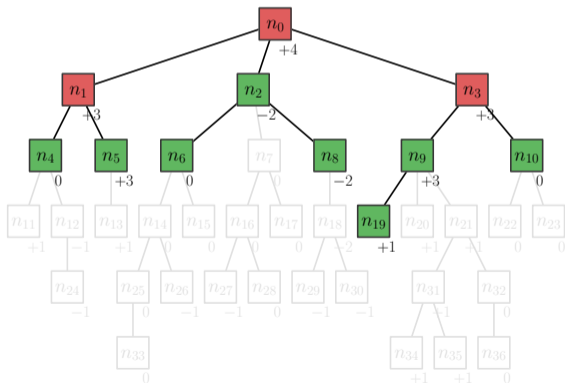 n₀
+4
n₁ n₂ n₃
+3 −2 +3
n₄ n₅ n₆ n₇ n₈ n₉ n₁₀
0 +3 0 0 −2 +3 0
n₁₁ n₁₂ n₁₃ n₁₄ n₁₅ n₁₆ n₁₇ n₁₈ n₁₉ n₂₀ n₂₁ n₂₂ n₂₃
+1 −1 +1 0 0 0 0 −2 +1 +1 +1 0 0
n₂₄ n₂₅ n₂₆ n₂₇ n₂₈ n₂₉ n₃₀ n₃₁ n₃₂
−1 0 −1 −1 0 −1 −1 +1 0
n₃₃ n₃₄ n₃₅ n₃₆
0 +1 +1 0